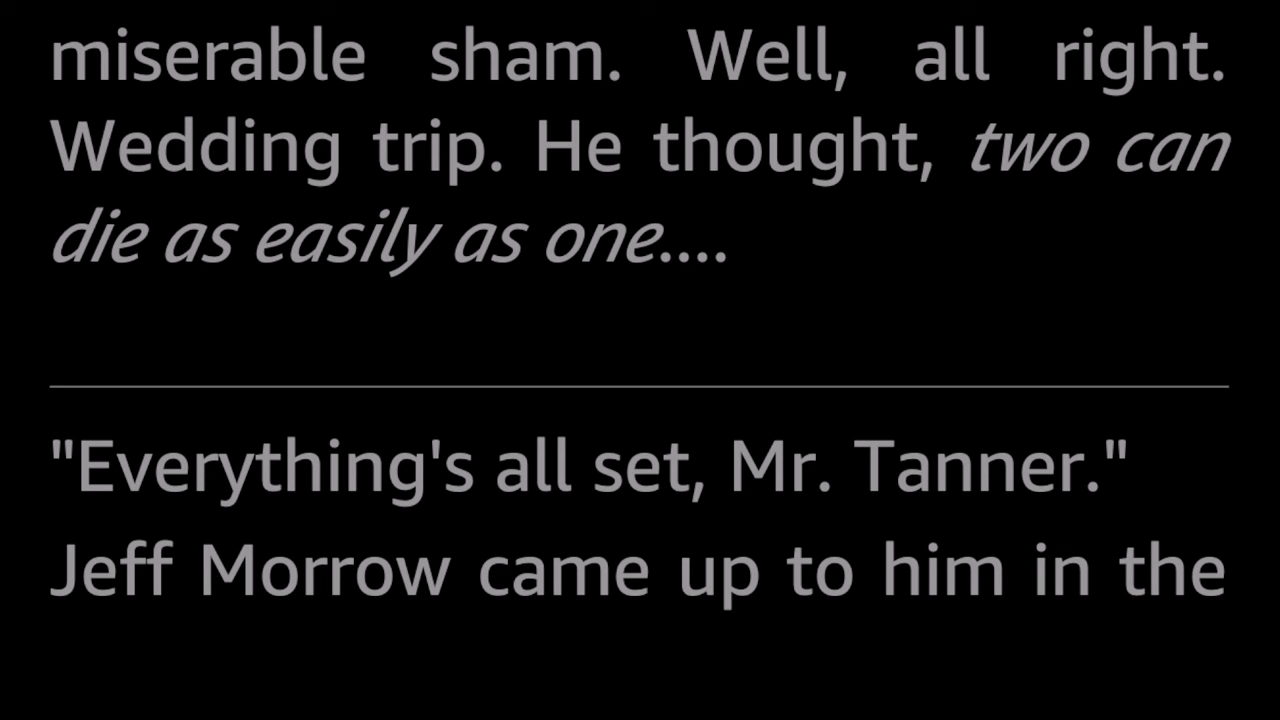 miserable sham. Well, all right.
Wedding trip. He thought, two can
die as easily as one....
"Everything's all set, Mr. Tanner."
Jeff Morrow came up to him in the